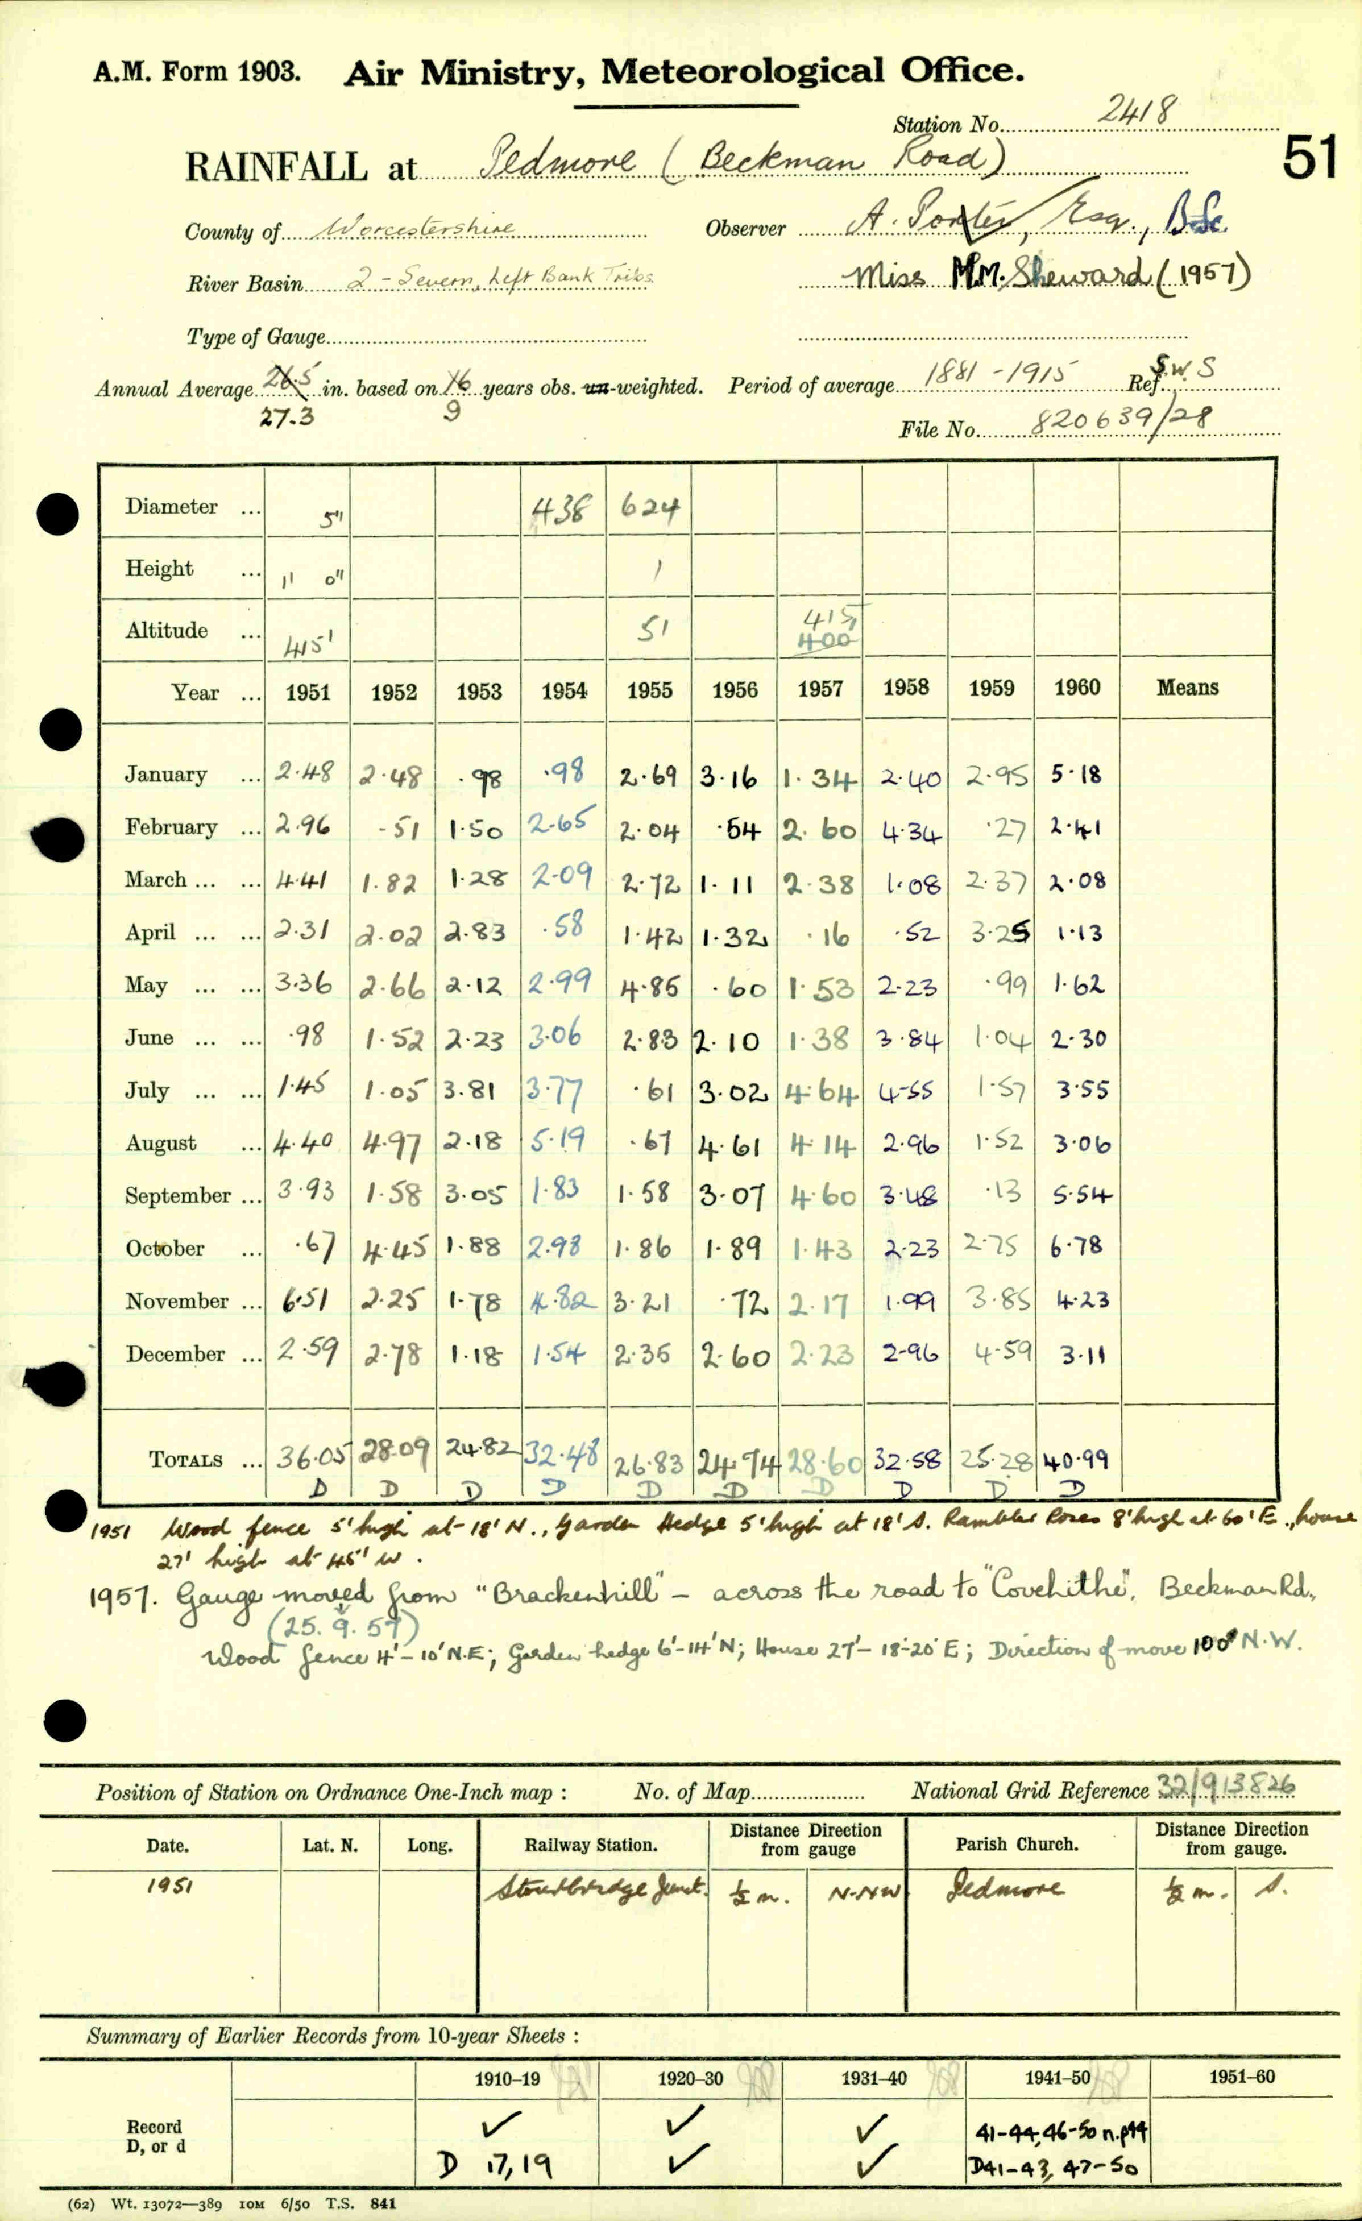 A.M. Form 1903. Air Ministry, Meteorological Office.
Station No. 2418
51
RAINFALL at Pedmore (Beckman Road)
County of Worcestershire Observer A. Porter, Esq., B.Sc.
River Basin 2 - Severn, Left Bank Tribs. Miss M.M. Sheward (1957)
Type of Gauge
Annual Average 26.5 in. based on 16 years obs. un-weighted. Period of average 1881-1915 Ref. S.W.S
27.3 9
File No. 820639/28
Diameter ... 5" 438 624
Height ... 1' 0" 1
Altitude ... 415' 51 415
400
Year ... 1951 1952 1953 1954 1955 1956 1957 1958 1959 1960 Means
January ... 2.48 2.48 .98 .98 2.69 3.16 1.34 2.40 2.95 5.18
February ... 2.96 .51 1.50 2.65 2.04 .54 2.60 4.34 .27 2.41
March ... ... 4.41 1.82 1.28 2.09 2.72 1.11 2.38 1.08 2.37 2.08
April ... ... 2.31 2.02 2.83 .58 1.42 1.32 .16 .52 3.25 1.13
May ... ... 3.36 2.66 2.12 2.99 4.85 .60 1.53 2.23 .99 1.62
June ... ... .98 1.52 2.23 3.06 2.83 2.10 1.38 3.84 1.04 2.30
July ... ... 1.45 1.05 3.81 3.77 .61 3.02 4.64 4.55 1.57 3.55
August ... 4.40 4.97 2.18 5.19 .67 4.61 4.14 2.96 1.52 3.06
September ... 3.93 1.58 3.05 1.83 1.58 3.07 4.60 3.48 .13 5.54
October ... .67 4.45 1.88 2.98 1.86 1.89 1.43 2.23 2.75 6.78
November ... 6.51 2.25 1.78 4.82 3.21 .72 2.17 1.99 3.85 4.23
December ... 2.59 2.78 1.18 1.54 2.35 2.60 2.23 2.96 4.59 3.11
TOTALS ... 36.05 28.09 24.82 32.48 26.83 24.74 28.60 32.58 25.28 40.99
D D D D D D D D D D
1951 Wood fence 5' high at 18' N., Garden Hedge 5' high at 18' S. Rambler Roses 8' high at 60' E., house
27' high at 45' W.
1957. Gauge moved from "Brackenhill" - across the road to "Covehithe", Beckman Rd.,
(25.9.57)
Wood fence 4'-10' N.E; Garden hedge 6'-14' N; House 27'-18'-20' E; Direction of move 100° N.W.
Position of Station on Ordnance One-Inch map : No. of Map National Grid Reference 32/913826
Date. Lat. N. Long. Railway Station. Distance Direction from gauge Parish Church. Distance Direction from gauge.
1951 Stourbridge Junct. ½ m. N.NW Pedmore ½ m. S.
Summary of Earlier Records from 10-year Sheets :
1910-19 1920-30 1931-40 1941-50 1951-60
Record ✓ ✓ ✓ 41-44, 46-50 n.p44
D, or d D 17,19 ✓ ✓ D41-43, 47-50
(62) Wt. 13072—389 10M 6/50 T.S. 841